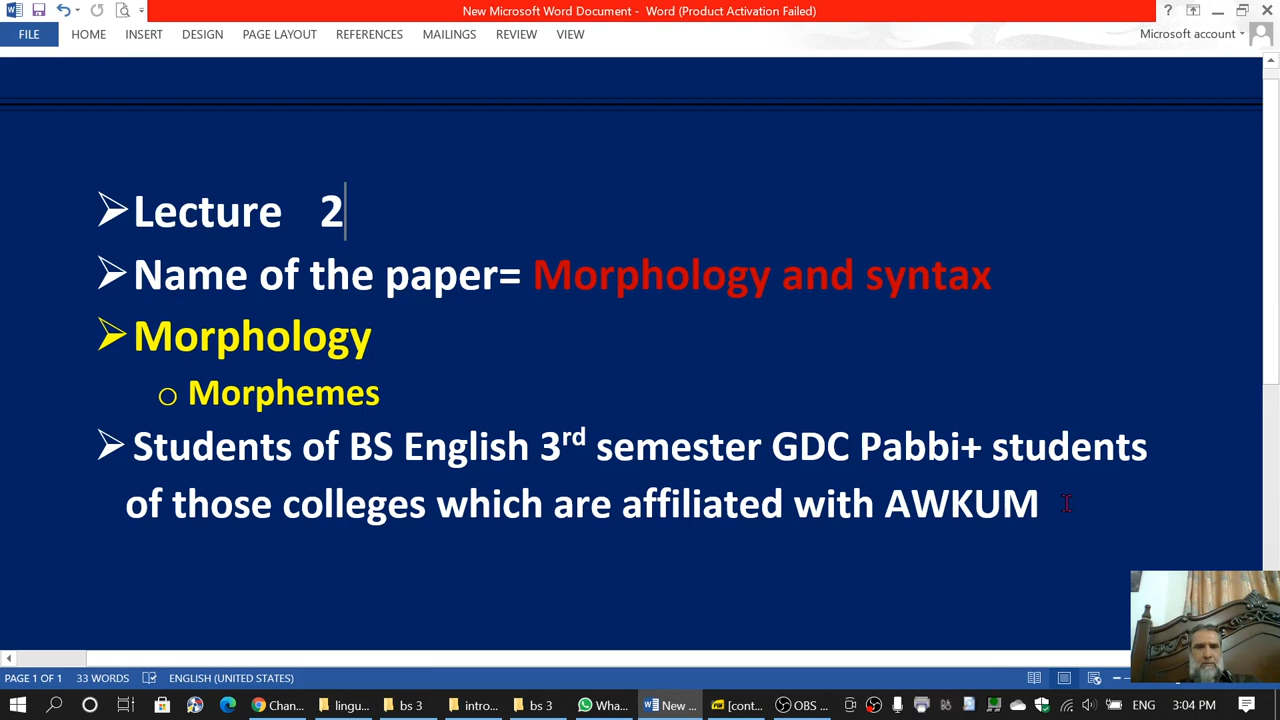 New Microsoft Word Document - Word (Product Activation Failed)
FILE HOME INSERT DESIGN PAGE LAYOUT REFERENCES MAILINGS REVIEW VIEW Microsoft account
Lecture 2
Name of the paper= Morphology and syntax
Morphology
Morphemes
Students of BS English 3rd semester GDC Pabbi+ students
of those colleges which are affiliated with AWKUM
PAGE 1 OF 1 33 WORDS ENGLISH (UNITED STATES)
Chan... lingu... bs 3 intro... bs : Wha... New ... [cont... OBS ... ENG 3:04 PM